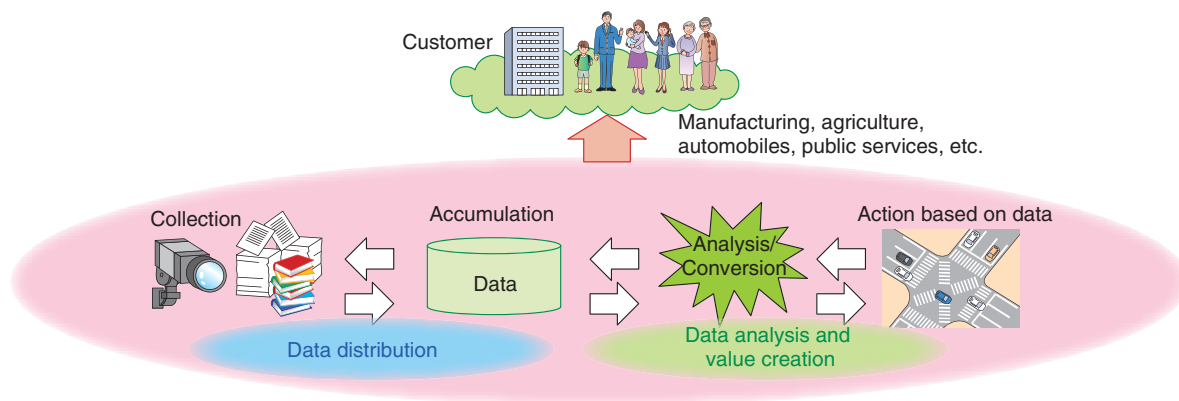 Customer
Manufacturing, agriculture,
automobiles, public services, etc.
Collection
Accumulation
Action based on data
Analysis/
Conversion
Data
Data distribution
Data analysis and
value creation